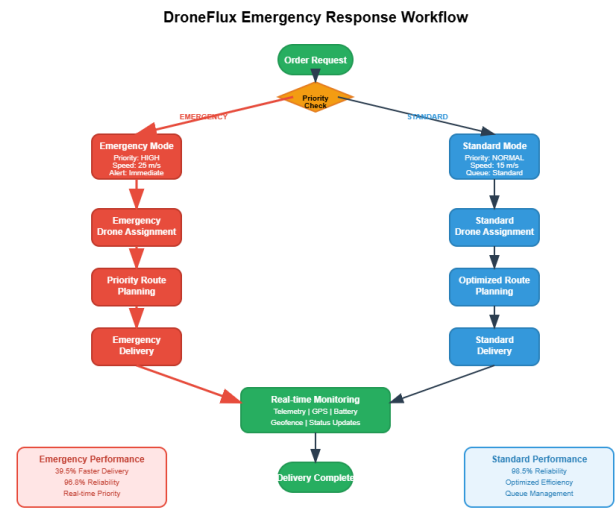 DroneFlux Emergency Response Workflow
Order Request
Priority
Check
EMERGENCY
STANDARD
Emergency Mode
Priority: HIGH
Speed: 25 m/s
Alert: Immediate
Standard Mode
Priority: NORMAL
Speed: 15 m/s
Queue: Standard
Emergency
Drone Assignment
Standard
Drone Assignment
Priority Route
Planning
Optimized Route
Planning
Emergency
Delivery
Standard
Delivery
Real-time Monitoring
Telemetry | GPS | Battery
Geofence | Status Updates
Emergency Performance
39.5% Faster Delivery
96.8% Reliability
Real-time Priority
Delivery Complete
Standard Performance
98.5% Reliability
Optimized Efficiency
Queue Management